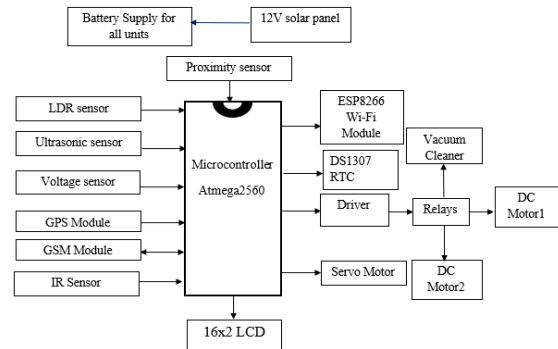 Battery Supply for
all units
12V solar panel
Proximity sensor
LDR sensor
Ultrasonic sensor
Voltage sensor
GPS Module
GSM Module
IR Sensor
Microcontroller
Atmega2560
ESP8266
Wi-Fi
Module
DS1307
RTC
Driver
Servo Motor
Vacuum
Cleaner
Relays
DC
Motor1
DC
Motor2
16x2 LCD